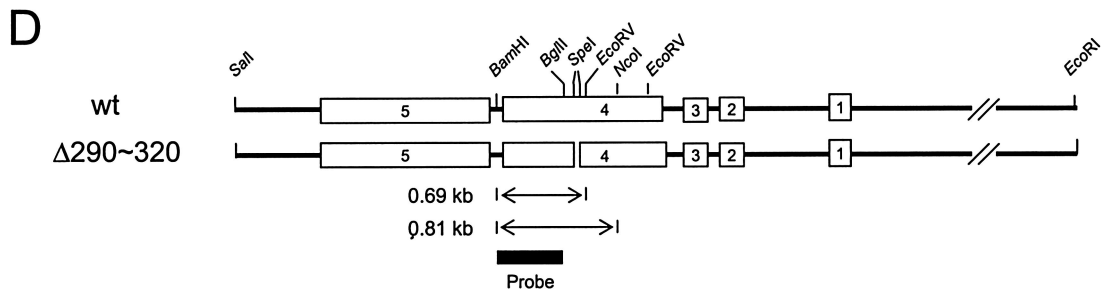 D
SalI BamHI BglII SpeI EcoRV NcoI EcoRV EcoRI
wt 5 4 3 2 1
Δ290~320 5 4 3 2 1
0.69 kb
0.81 kb
Probe